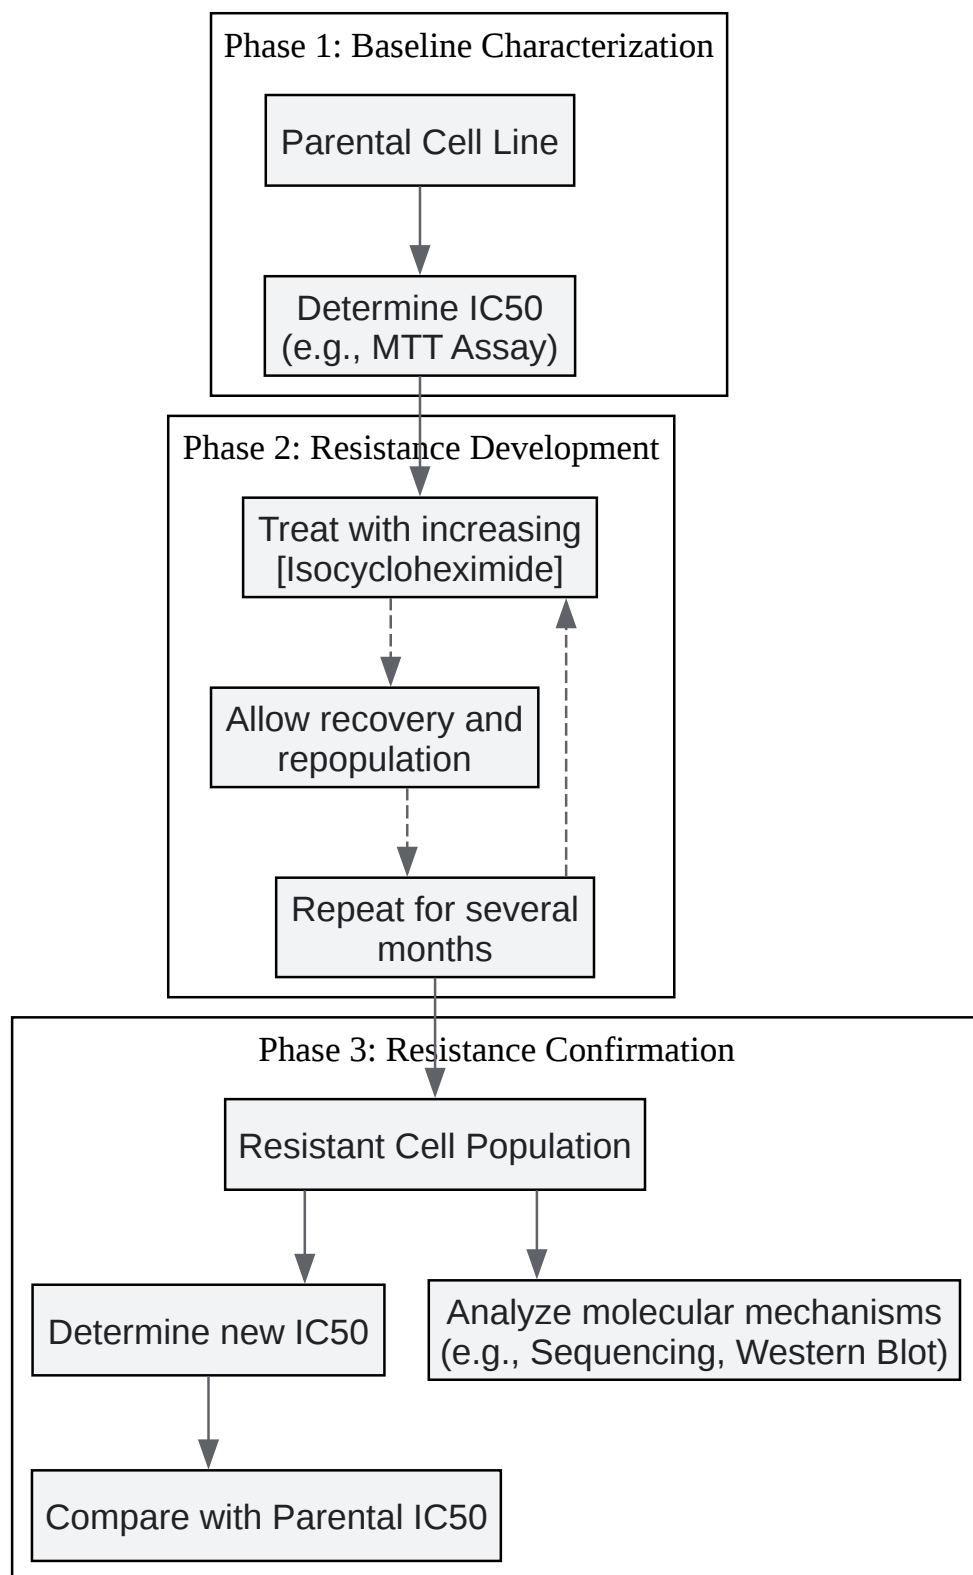 Phase 1: Baseline Characterization
Parental Cell Line
Determine IC50
(e.g., MTT Assay)
Phase 2: Resistance Development
Treat with increasing
[Isocycloheximide]
Allow recovery and
repopulation
Repeat for several
months
Phase 3: Resistance Confirmation
Resistant Cell Population
Determine new IC50
Analyze molecular mechanisms
(e.g., Sequencing, Western Blot)
Compare with Parental IC50